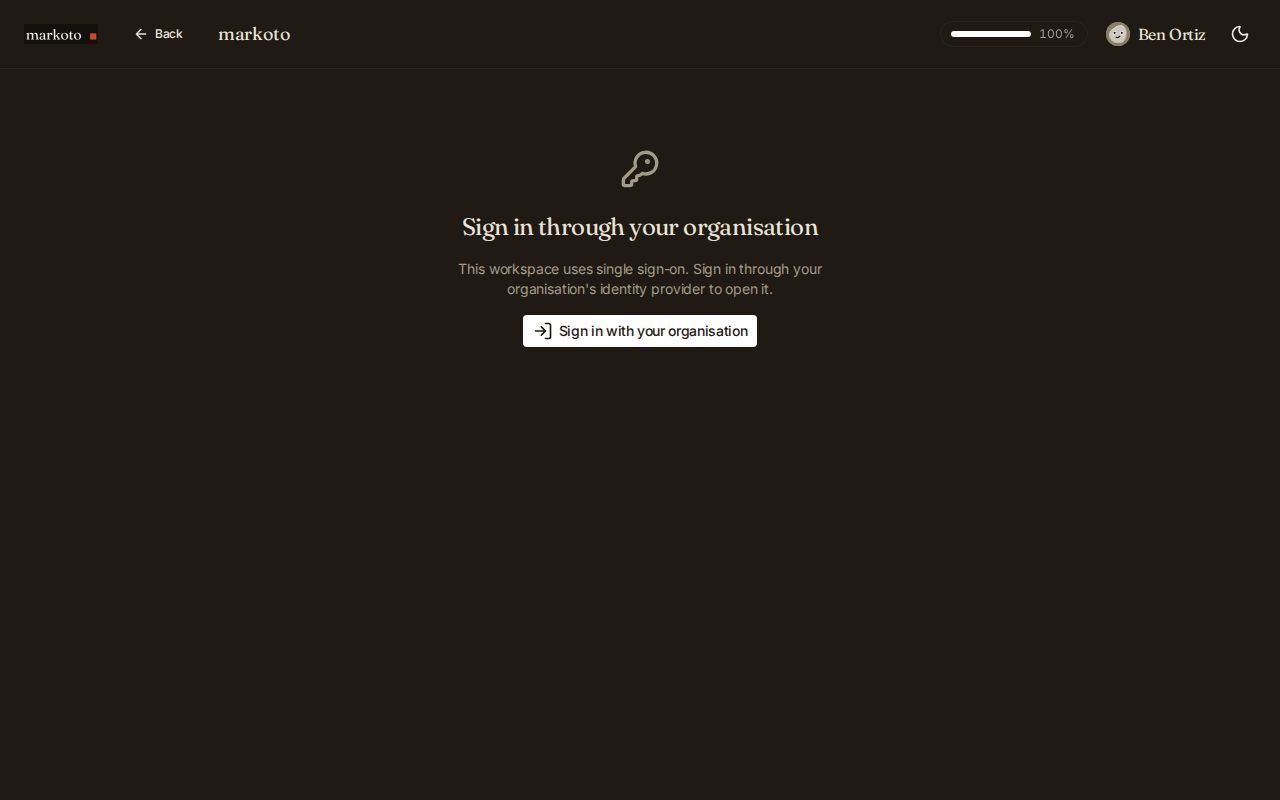 markoto
Back
markoto
100%
Ben Ortiz
Sign in through your organisation
This workspace uses single sign-on. Sign in through your
organisation's identity provider to open it.
Sign in with your organisation